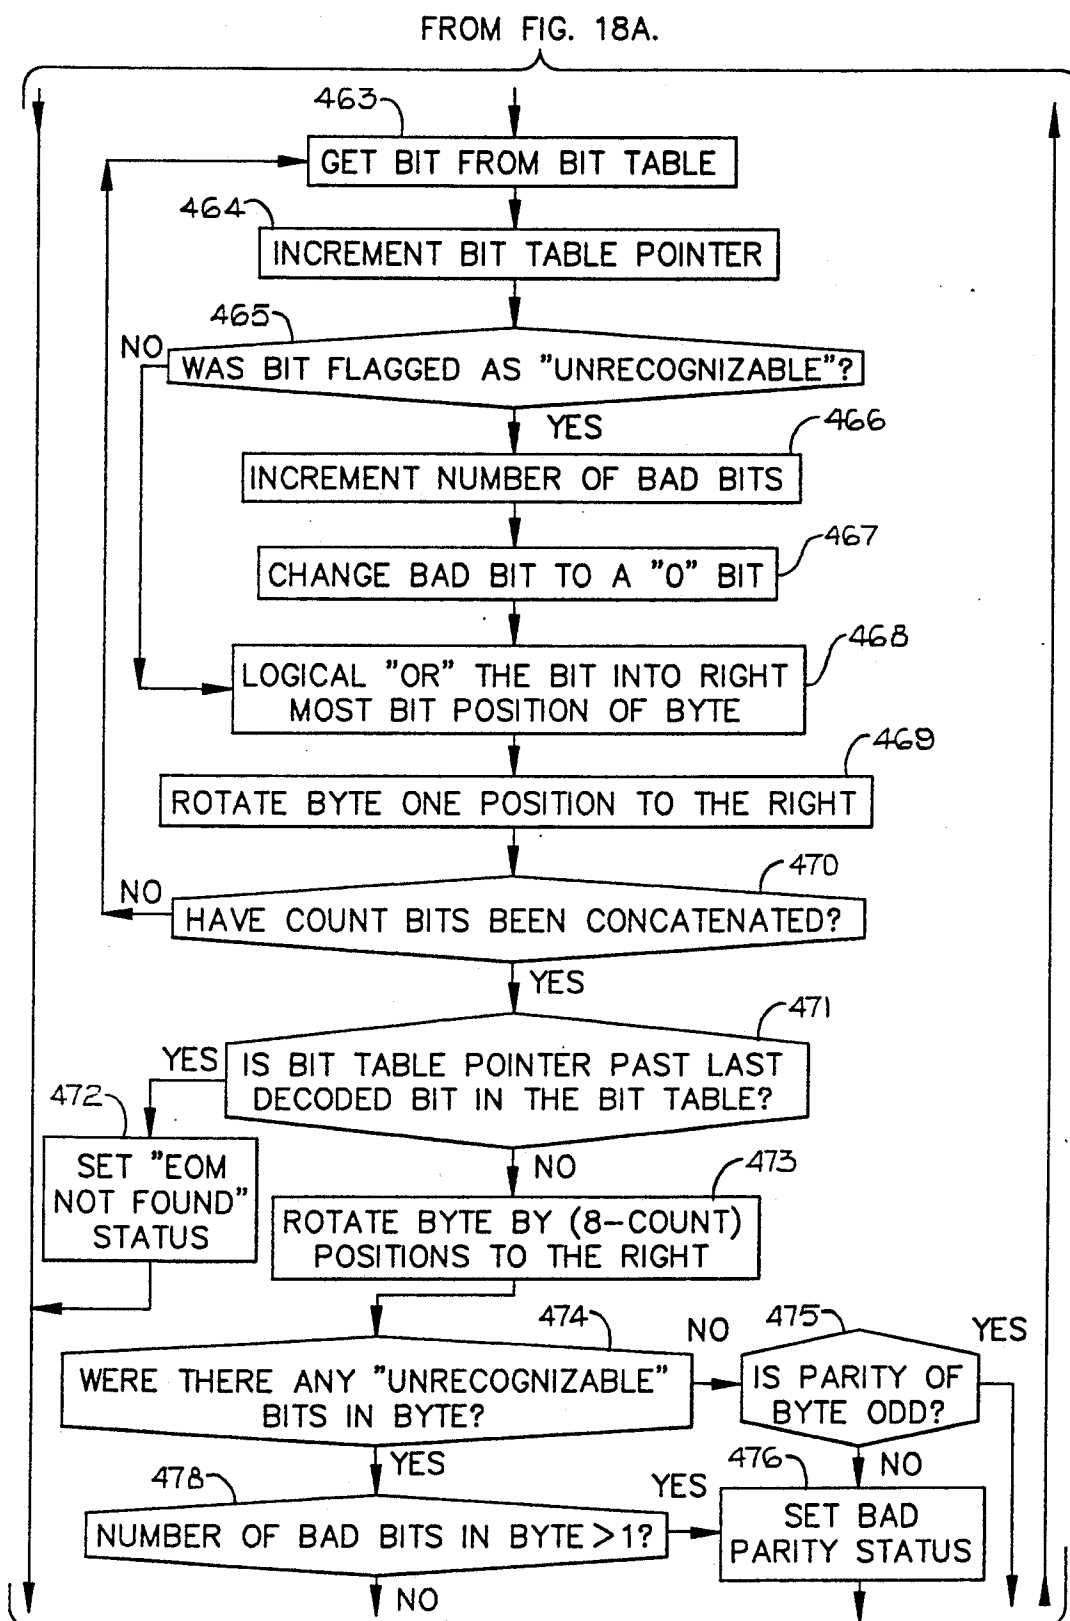 FROM FIG. 18A.
463
GET BIT FROM BIT TABLE
464
INCREMENT BIT TABLE POINTER
465
NO
WAS BIT FLAGGED AS "UNRECOGNIZABLE"?
YES
466
INCREMENT NUMBER OF BAD BITS
467
CHANGE BAD BIT TO A "0" BIT
468
LOGICAL "OR" THE BIT INTO RIGHT
MOST BIT POSITION OF BYTE
469
ROTATE BYTE ONE POSITION TO THE RIGHT
470
NO
HAVE COUNT BITS BEEN CONCATENATED?
YES
471
YES
IS BIT TABLE POINTER PAST LAST
DECODED BIT IN THE BIT TABLE?
472
SET "EOM
NOT FOUND"
STATUS
NO
473
ROTATE BYTE BY (8-COUNT)
POSITIONS TO THE RIGHT
474
NO
475
YES
WERE THERE ANY "UNRECOGNIZABLE"
BITS IN BYTE?
IS PARITY OF
BYTE ODD?
YES
NO
478
YES
476
NUMBER OF BAD BITS IN BYTE > 1?
SET BAD
PARITY STATUS
NO